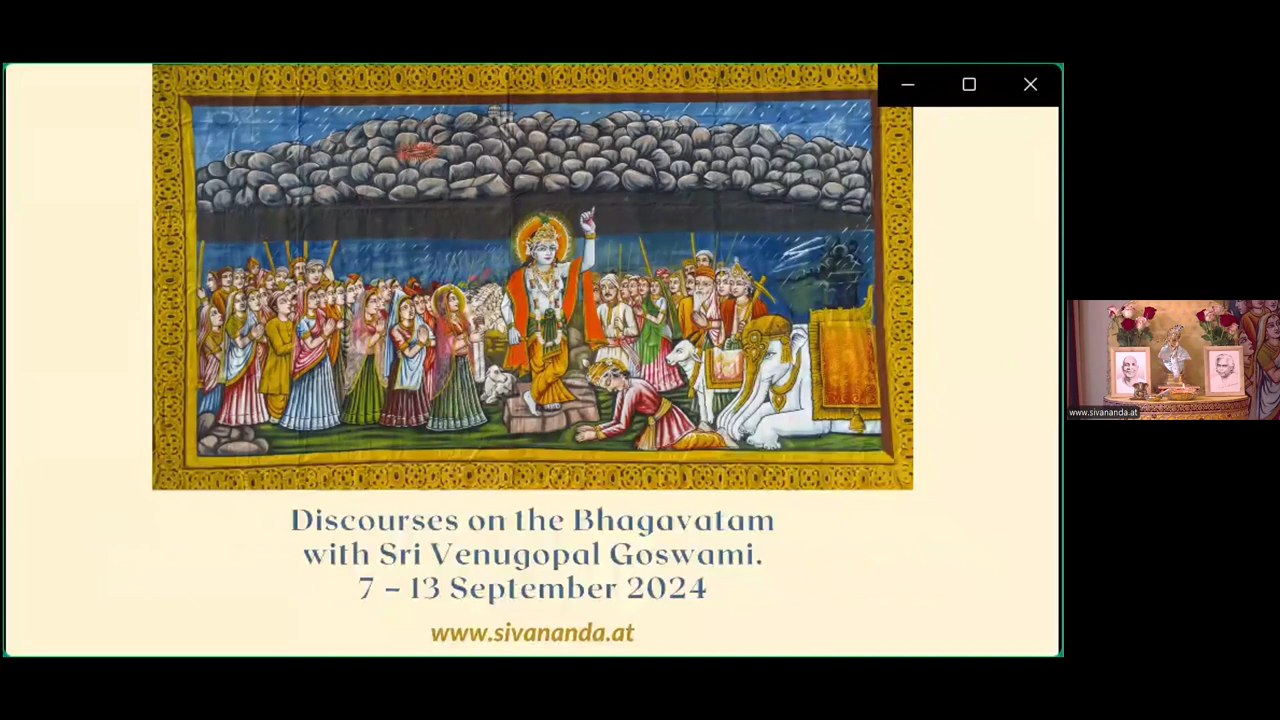 Discourses on the Bhagavatam
with Sri Venugopal Goswami.
7 – 13 September 2024
www.sivananda.at
www.sivananda.at